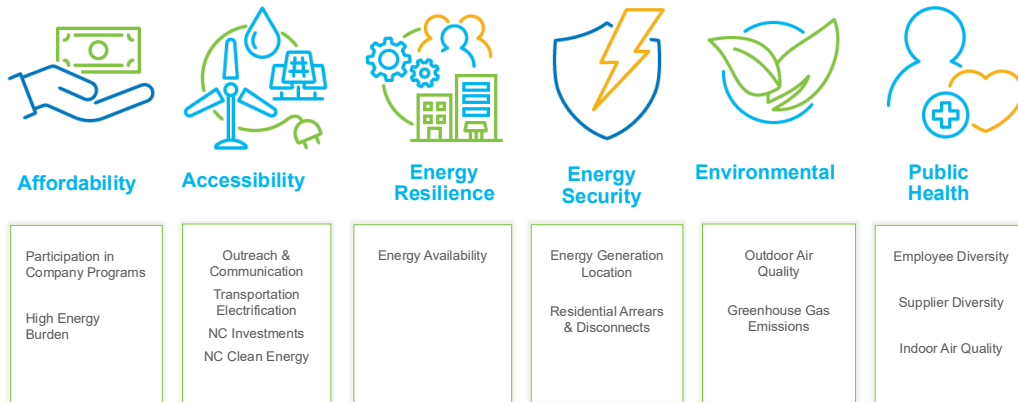 Affordability
Accessibility
Energy
Resilience
Energy
Security
Environmental
Public
Health
Participation in
Company Programs
High Energy
Burden
Outreach &
Communication
Transportation
Electrification
NC Investments
NC Clean Energy
Energy Availability
Energy Generation
Location
Residential Arrears
& Disconnects
Outdoor Air
Quality
Greenhouse Gas
Emissions
Employee Diversity
Supplier Diversity
Indoor Air Quality